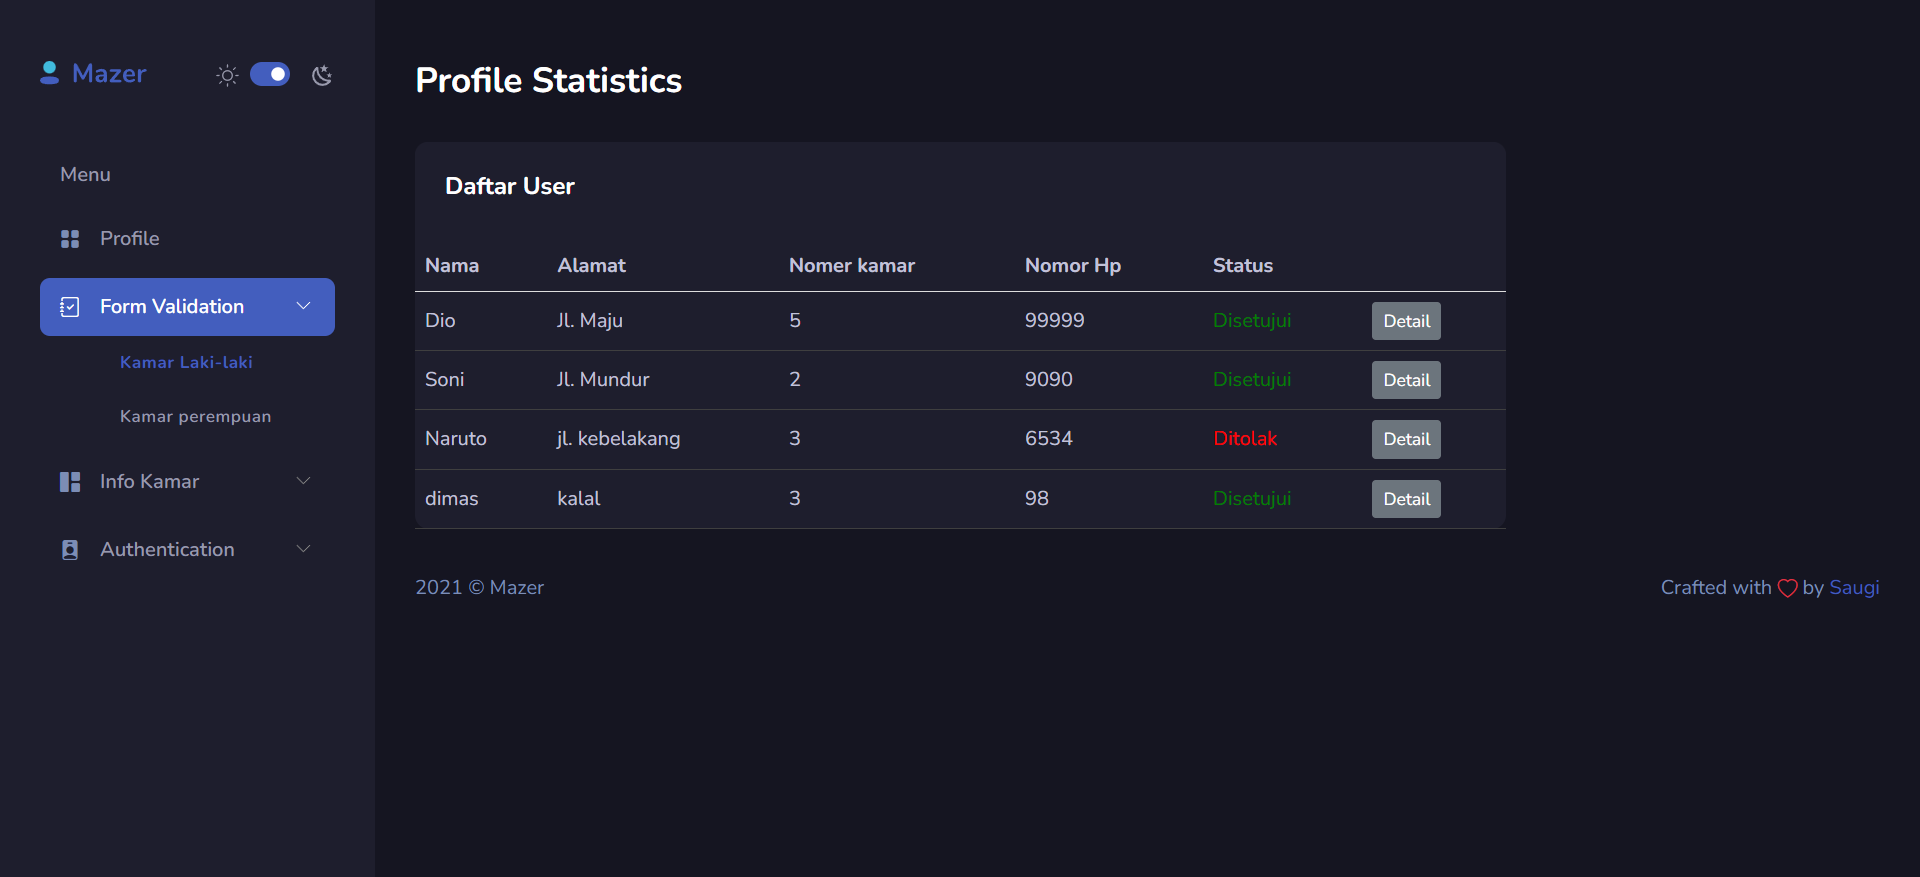 Mazer
Menu
Profile
Form Validation
Kamar Laki-laki
Kamar perempuan
Info Kamar
Authentication
Profile Statistics
Daftar User
Nama Alamat Nomer kamar Nomor Hp Status
Dio Jl. Maju 5 99999 Disetujui Detail
Soni Jl. Mundur 2 9090 Disetujui Detail
Naruto jl. kebelakang 3 6534 Ditolak Detail
dimas kalal 3 98 Disetujui Detail
2021 © Mazer
Crafted with by Saugi